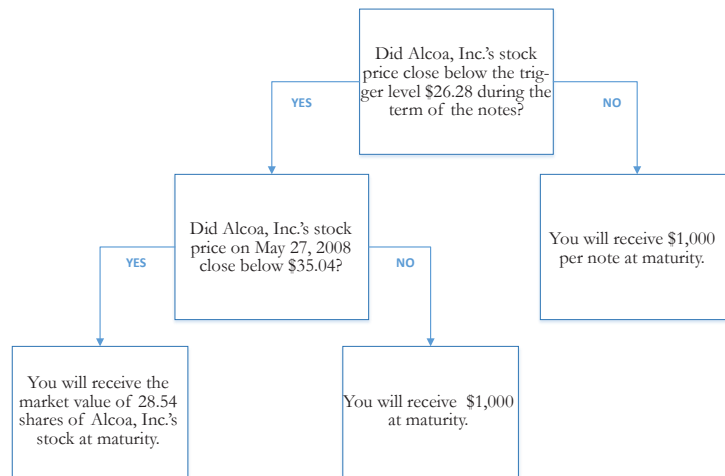 Did Alcoa, Inc.'s stock
price close below the trig-
ger level $26.28 during the
term of the notes?
YES
NO
Did Alcoa, Inc.'s stock
price on May 27, 2008
close below $35.04?
You will receive $1,000
per note at maturity.
YES
NO
You will receive the
market value of 28.54
shares of Alcoa, Inc.'s
stock at maturity.
You will receive $1,000
at maturity.